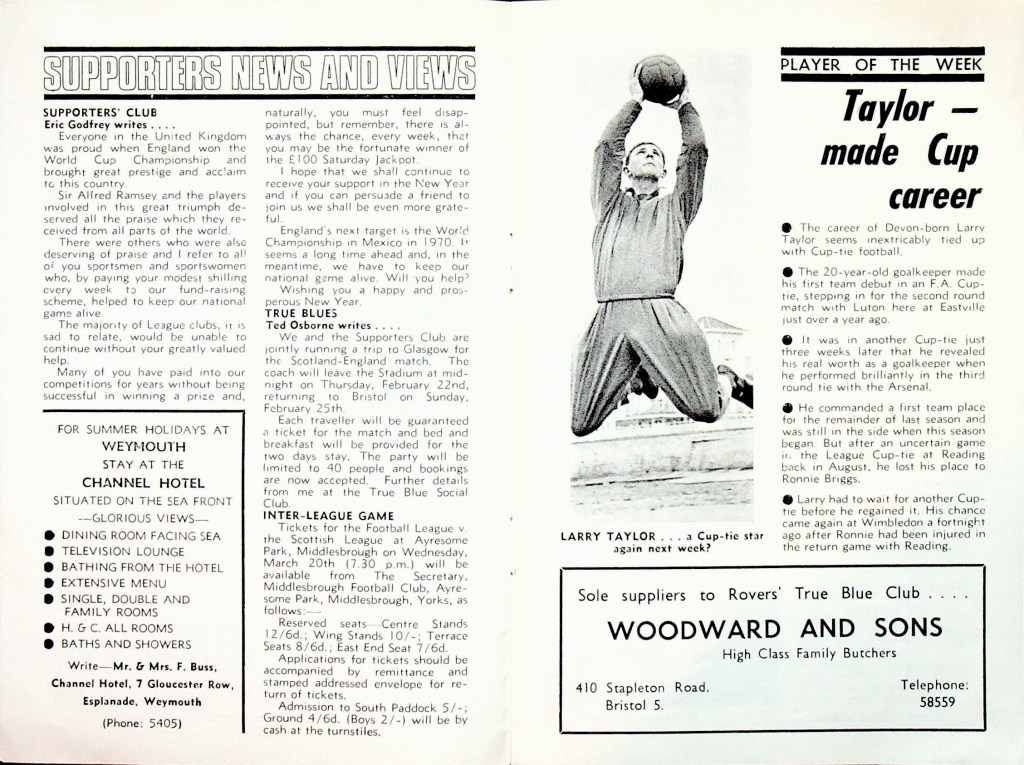 SUPPORTERS NEWS AND VIEWS
SUPPORTERS' CLUB
Eric Godfrey writes . . . .
Everyone in the United Kingdom
was proud when England won the
World Cup Championship and
brought great prestige and acclaim
to this country.
Sir Alfred Ramsey and the players
involved in this great triumph de-
served all the praise which they re-
ceived from all parts of the world.
There were others who were also
deserving of praise and I refer to all
of you sportsmen and sportswomen
who, by paying your modest shilling
every week to our fund-raising
scheme, helped to keep our national
game alive.
The majority of League clubs, it is
sad to relate, would be unable to
continue without your greatly valued
help.
Many of you have paid into our
competitions for years without being
successful in winning a prize and,
FOR SUMMER HOLIDAYS AT
WEYMOUTH
STAY AT THE
CHANNEL HOTEL
SITUATED ON THE SEA FRONT
—GLORIOUS VIEWS—
● DINING ROOM FACING SEA
● TELEVISION LOUNGE
● BATHING FROM THE HOTEL
● EXTENSIVE MENU
● SINGLE, DOUBLE AND
FAMILY ROOMS
● H. & C. ALL ROOMS
● BATHS AND SHOWERS
Write—Mr. & Mrs. F. Buss,
Channel Hotel, 7 Gloucester Row,
Esplanade, Weymouth
(Phone: 5405)
naturally, you must feel disap-
pointed, but remember, there is al-
ways the chance, every week, that
you may be the fortunate winner of
the £100 Saturday Jackpot.
I hope that we shall continue to
receive your support in the New Year
and if you can persuade a friend to
join us we shall be even more grate-
ful.
England's next target is the World
Championship in Mexico in 1970. It
seems a long time ahead and, in the
meantime, we have to keep our
national game alive. Will you help?
Wishing you a happy and pros-
perous New Year.
TRUE BLUES
Ted Osborne writes . . . .
We and the Supporters Club are
jointly running a trip to Glasgow for
the Scotland-England match. The
coach will leave the Stadium at mid-
night on Thursday, February 22nd,
returning to Bristol on Sunday,
February 25th.
Each traveller will be guaranteed
a ticket for the match and bed and
breakfast will be provided for the
two days stay. The party will be
limited to 40 people and bookings
are now accepted. Further details
from me at the True Blue Social
Club.
INTER-LEAGUE GAME
Tickets for the Football League v.
the Scottish League at Ayresome
Park, Middlesbrough on Wednesday,
March 20th (7.30 p.m.) will be
available from The Secretary,
Middlesbrough Football Club, Ayre-
some Park, Middlesbrough, Yorks, as
follows:—
Reserved seats—Centre Stands
12/6d.; Wing Stands 10/-; Terrace
Seats 8/6d.; East End Seat 7/6d.
Applications for tickets should be
accompanied by remittance and
stamped addressed envelope for re-
turn of tickets.
Admission to South Paddock 5/-;
Ground 4/6d. (Boys 2/-) will be by
cash at the turnstiles.
LARRY TAYLOR . . . a Cup-tie star
again next week?
PLAYER OF THE WEEK
Taylor —
made Cup
career
● The career of Devon-born Larry
Taylor seems inextricably tied up
with Cup-tie football.
● The 20-year-old goalkeeper made
his first team debut in an F.A. Cup-
tie, stepping in for the second round
match with Luton here at Eastville
just over a year ago.
● It was in another Cup-tie just
three weeks later that he revealed
his real worth as a goalkeeper when
he performed brilliantly in the third
round tie with the Arsenal.
● He commanded a first team place
for the remainder of last season and
was still in the side when this season
began. But after an uncertain game
in the League Cup-tie at Reading
back in August, he lost his place to
Ronnie Briggs.
● Larry had to wait for another Cup-
tie before he regained it. His chance
came again at Wimbledon a fortnight
ago after Ronnie had been injured in
the return game with Reading.
Sole suppliers to Rovers' True Blue Club . . . .
WOODWARD AND SONS
High Class Family Butchers
410 Stapleton Road,
Bristol 5.
Telephone:
58559